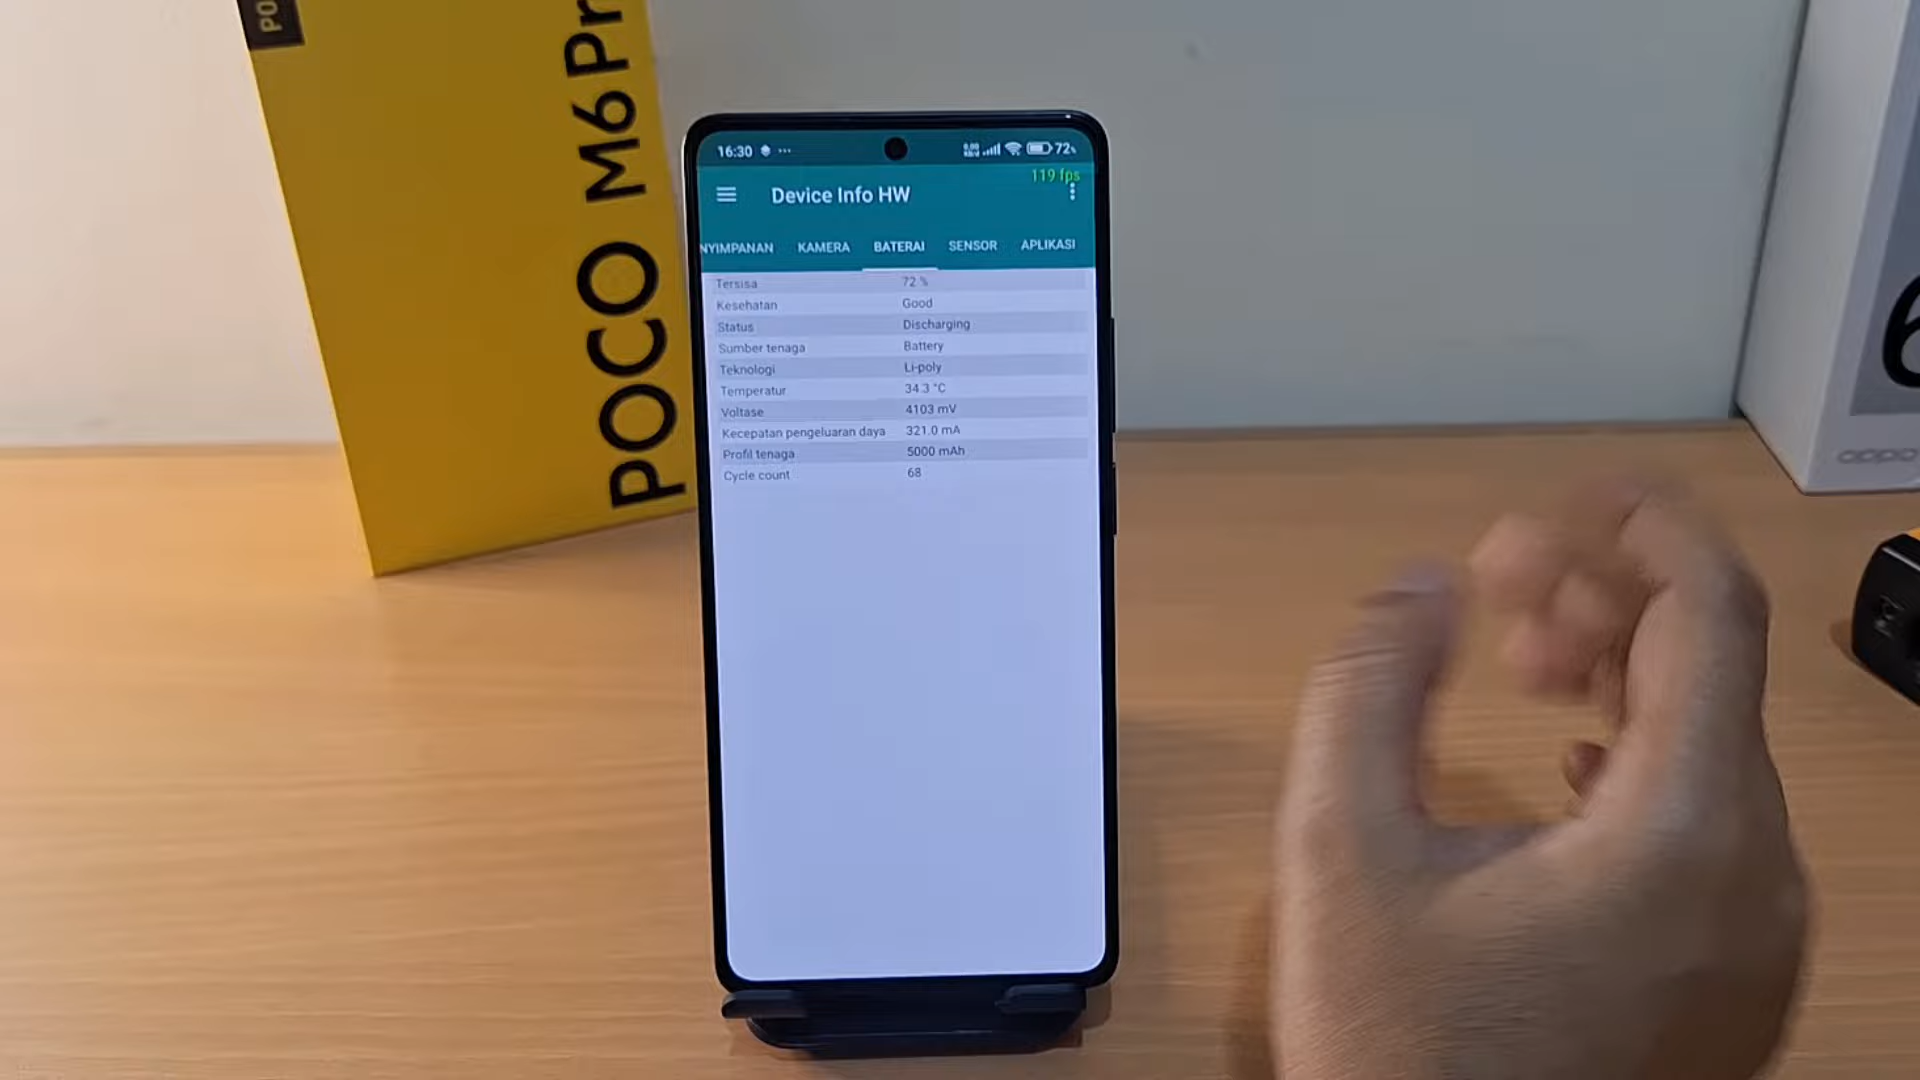 POCO M6 Pr
PO
16:30 72%
119 fps
Device Info HW
NYIMPANAN KAMERA BATERAI SENSOR APLIKASI
Tersisa 72 %
Kesehatan Good
Status Discharging
Sumber tenaga Battery
Teknologi Li-poly
Temperatur 34.3 °C
Voltase 4103 mV
Kecepatan pengeluaran daya 321.0 mA
Profil tenaga 5000 mAh
Cycle count 68
6
oppo